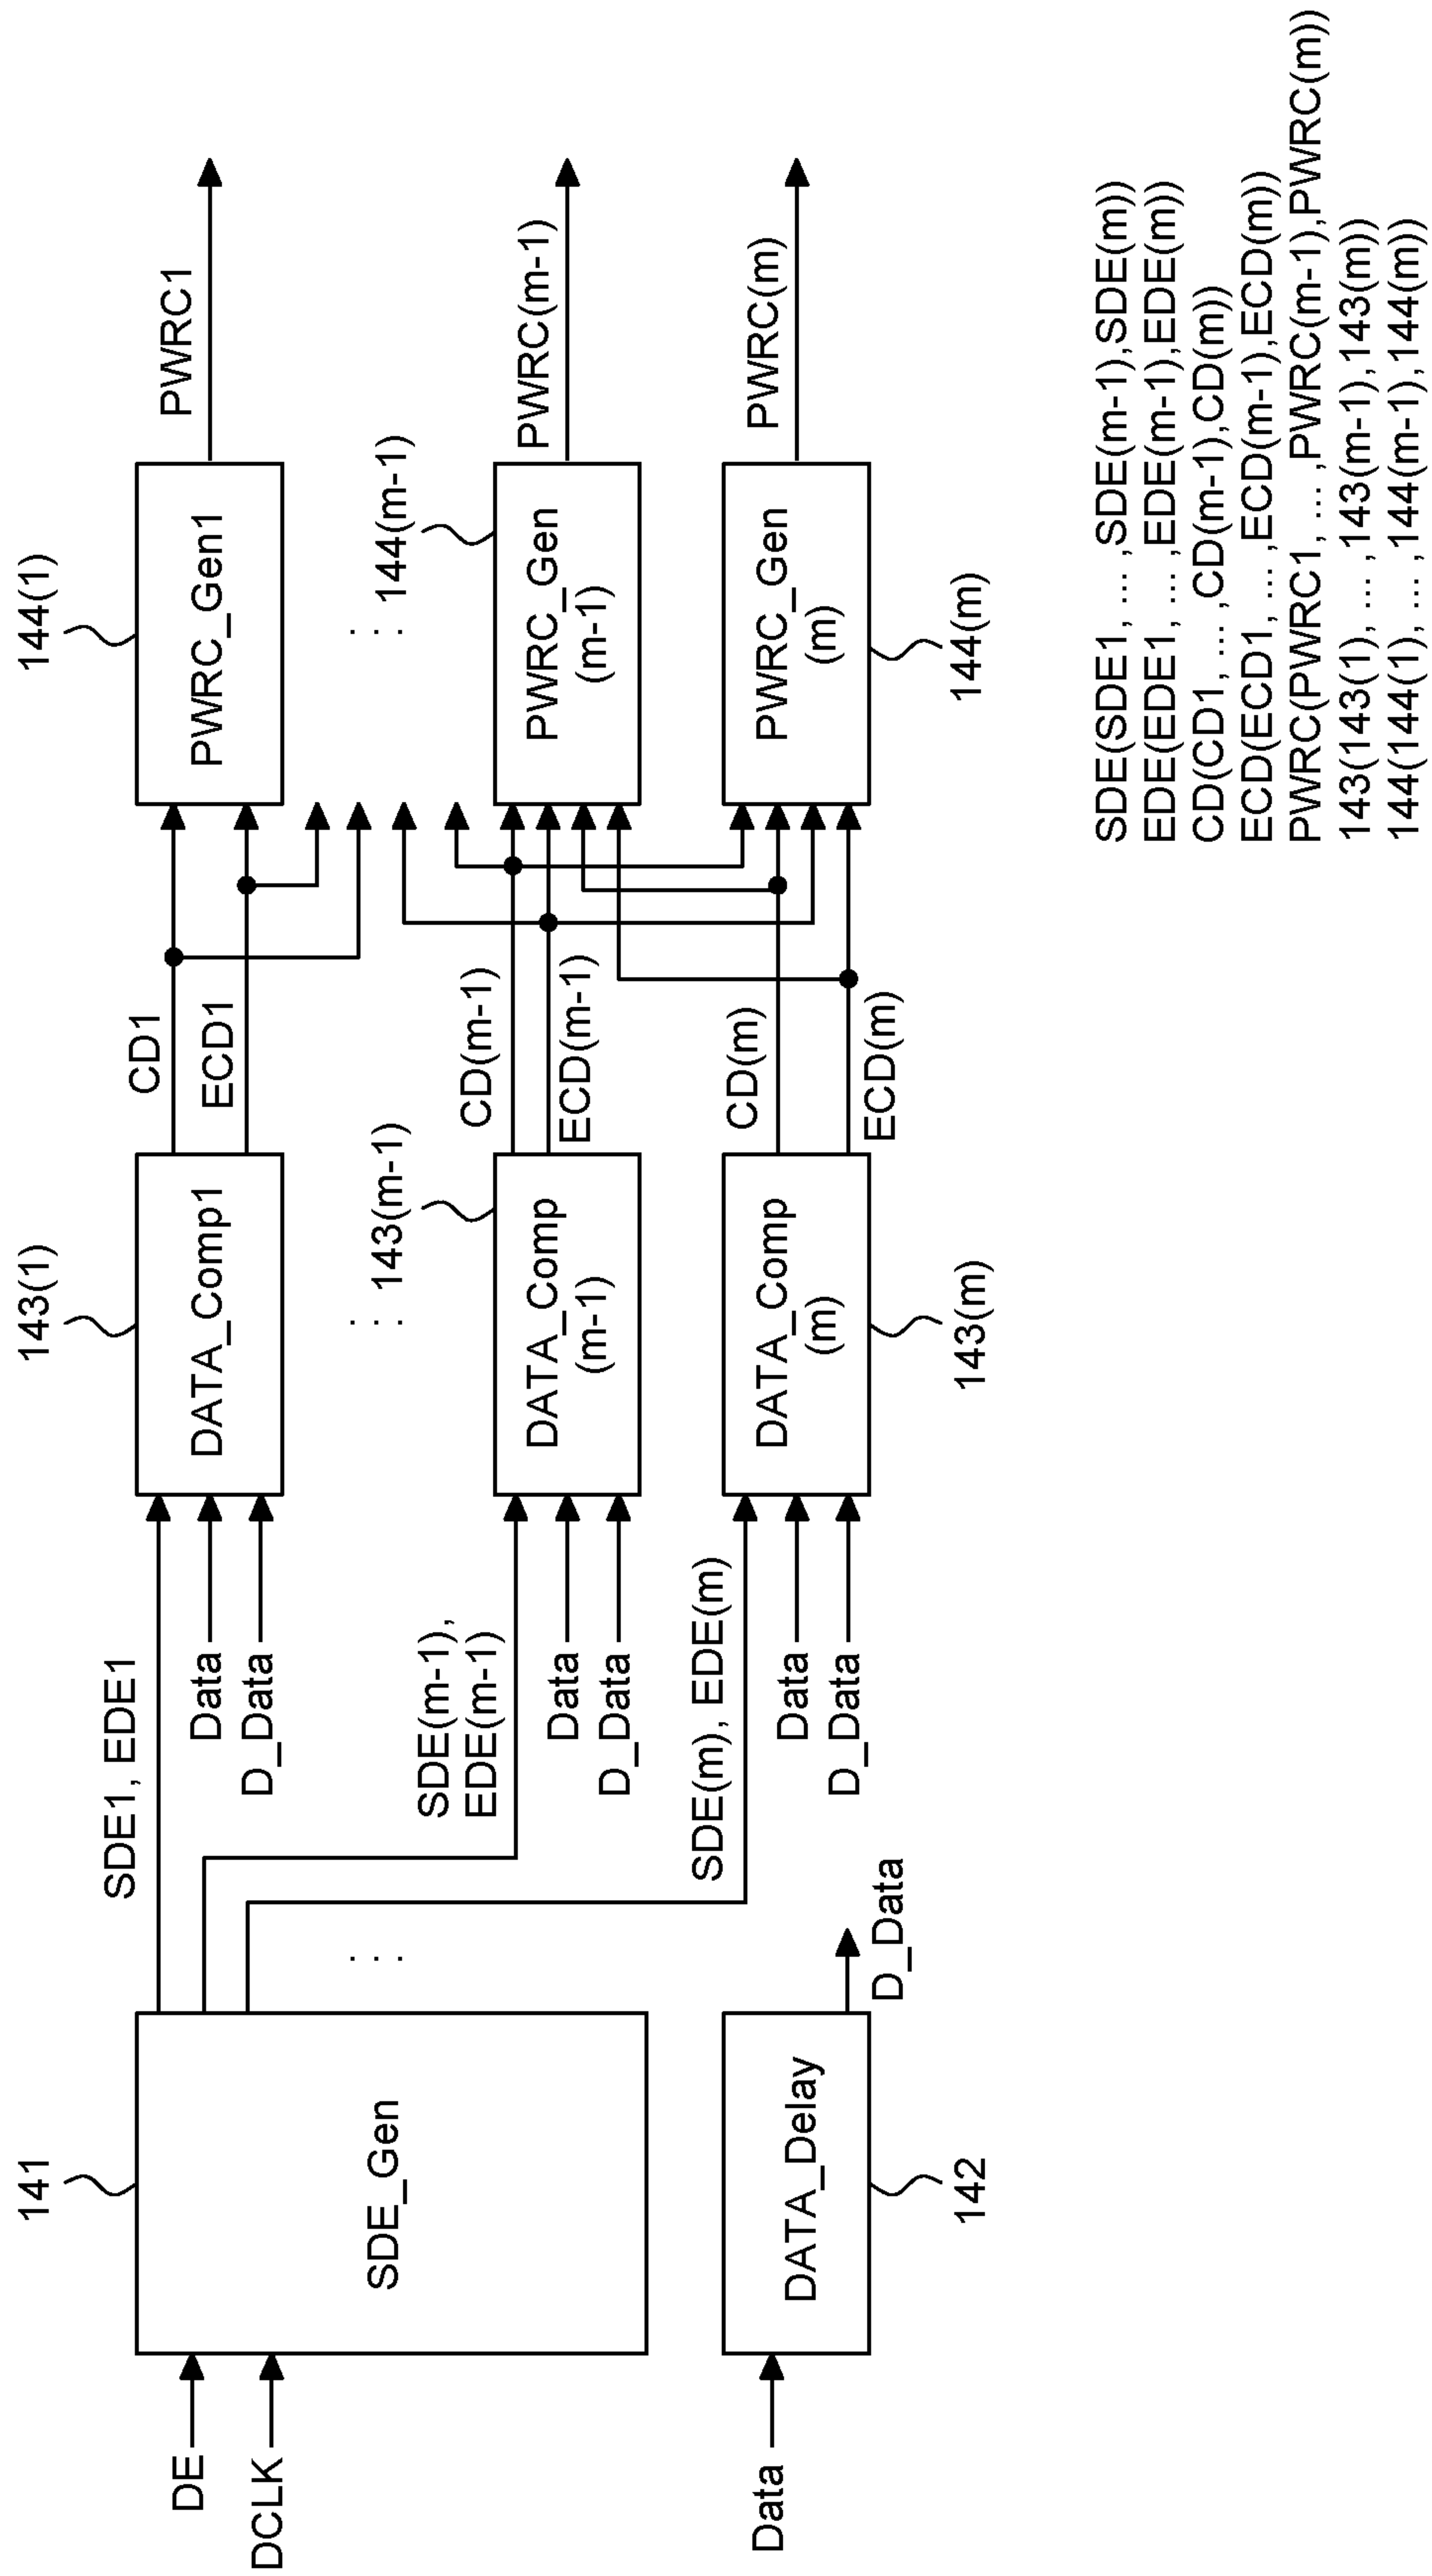 141
143(1)
144(1)
DE
DCLK
SDE_Gen
SDE1, EDE1
Data
D_Data
DATA_Comp1
CD1
ECD1
PWRC_Gen1
PWRC1
. . .
. . .
. . .
143(m-1)
144(m-1)
SDE(m-1),
EDE(m-1)
Data
D_Data
DATA_Comp
(m-1)
CD(m-1)
ECD(m-1)
PWRC_Gen
(m-1)
PWRC(m-1)
SDE(m), EDE(m)
Data
D_Data
DATA_Comp
(m)
CD(m)
ECD(m)
PWRC_Gen
(m)
PWRC(m)
Data
DATA_Delay
D_Data
142
143(m)
144(m)
SDE(SDE1, ... ,SDE(m-1),SDE(m))
EDE(EDE1, ... ,EDE(m-1),EDE(m))
CD(CD1, ... ,CD(m-1),CD(m))
ECD(ECD1, ... ,ECD(m-1),ECD(m))
PWRC(PWRC1, ... ,PWRC(m-1),PWRC(m))
143(143(1), ... ,143(m-1),143(m))
144(144(1), ... ,144(m-1),144(m))